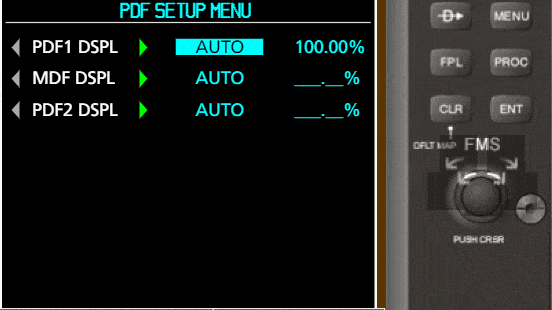 PDF SETUP MENU
PDF1 DSPL AUTO 100.00%
MDF DSPL AUTO ___.__%
PDF2 DSPL AUTO ___.__%
D MENU
FPL PROC
CLR ENT
DFLT MAP FMS
PUSH CRSR